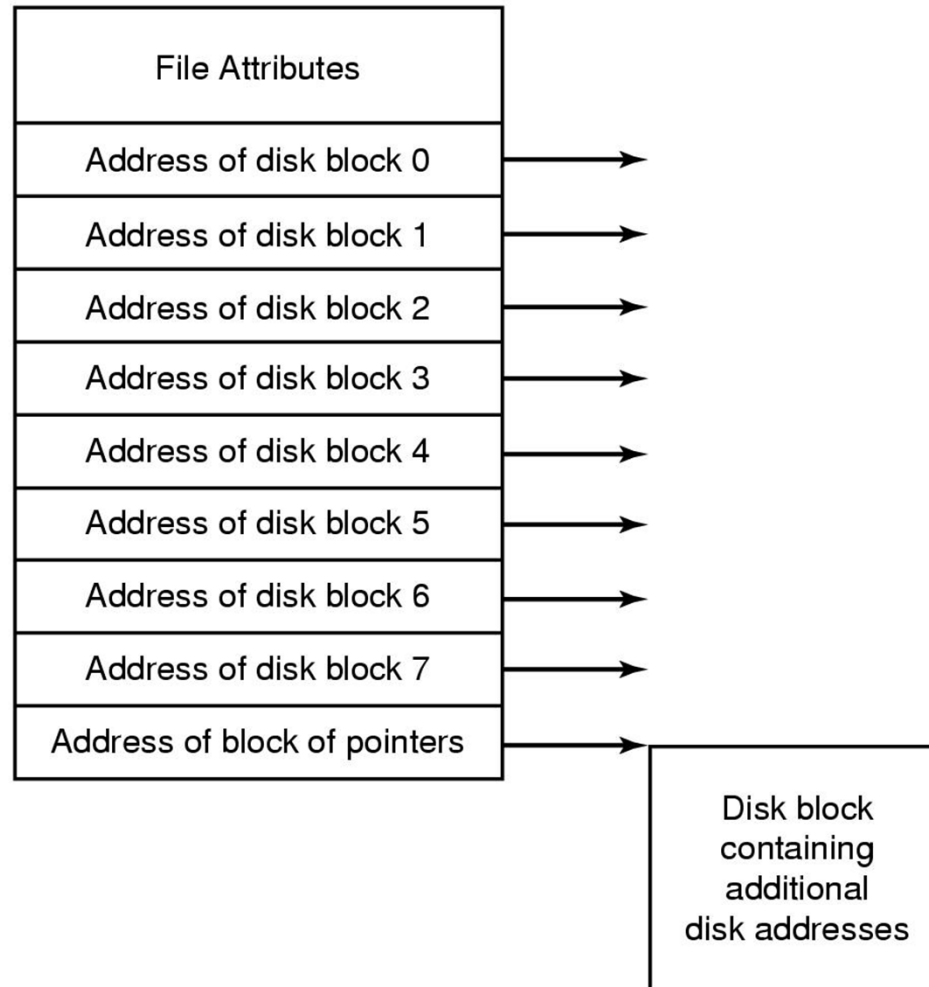 File Attributes
Address of disk block 0
Address of disk block 1
Address of disk block 2
Address of disk block 3
Address of disk block 4
Address of disk block 5
Address of disk block 6
Address of disk block 7
Address of block of pointers
Disk block
containing
additional
disk addresses